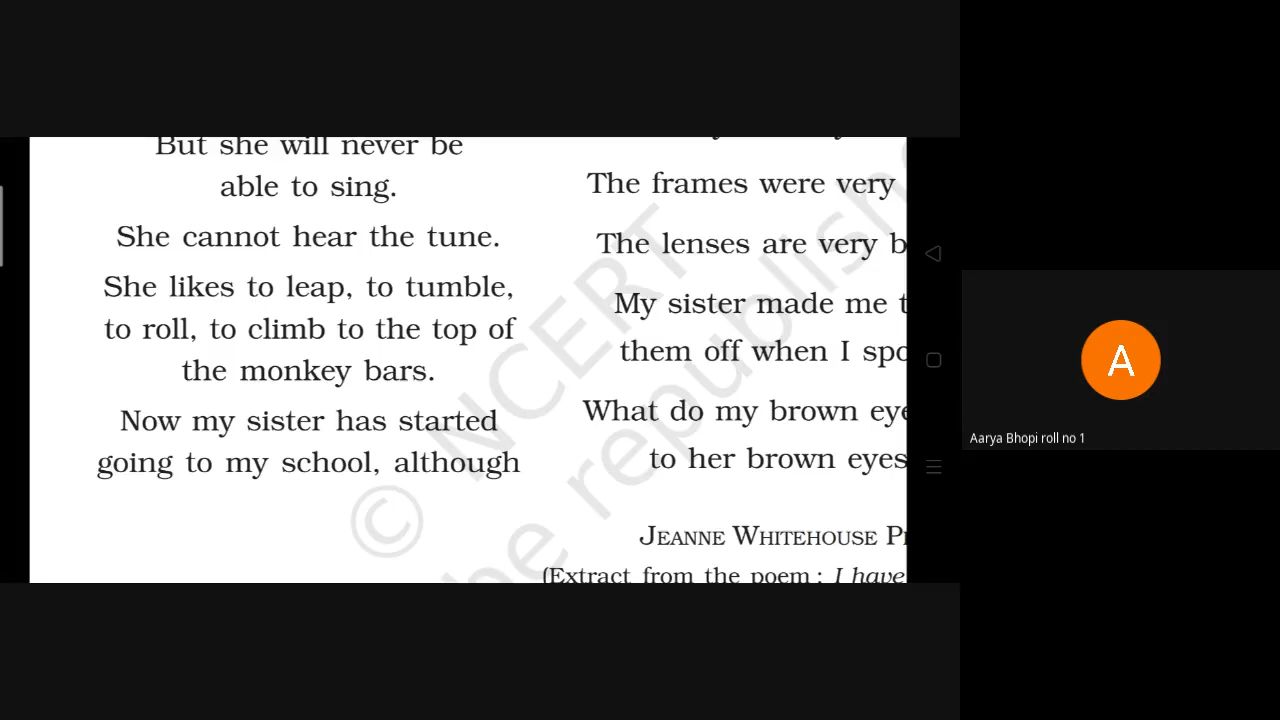 But she will never be
able to sing.
She cannot hear the tune.
She likes to leap, to tumble,
to roll, to climb to the top of
the monkey bars.
Now my sister has started
going to my school, although
The frames were very
The lenses are very
My sister made me
them off when I
What do my brown
to her brown eyes
JEANNE WHITEHOUSE
(Extract from the poem : I have
© NCERT
be republish
A
Aarya Bhopi roll no 1